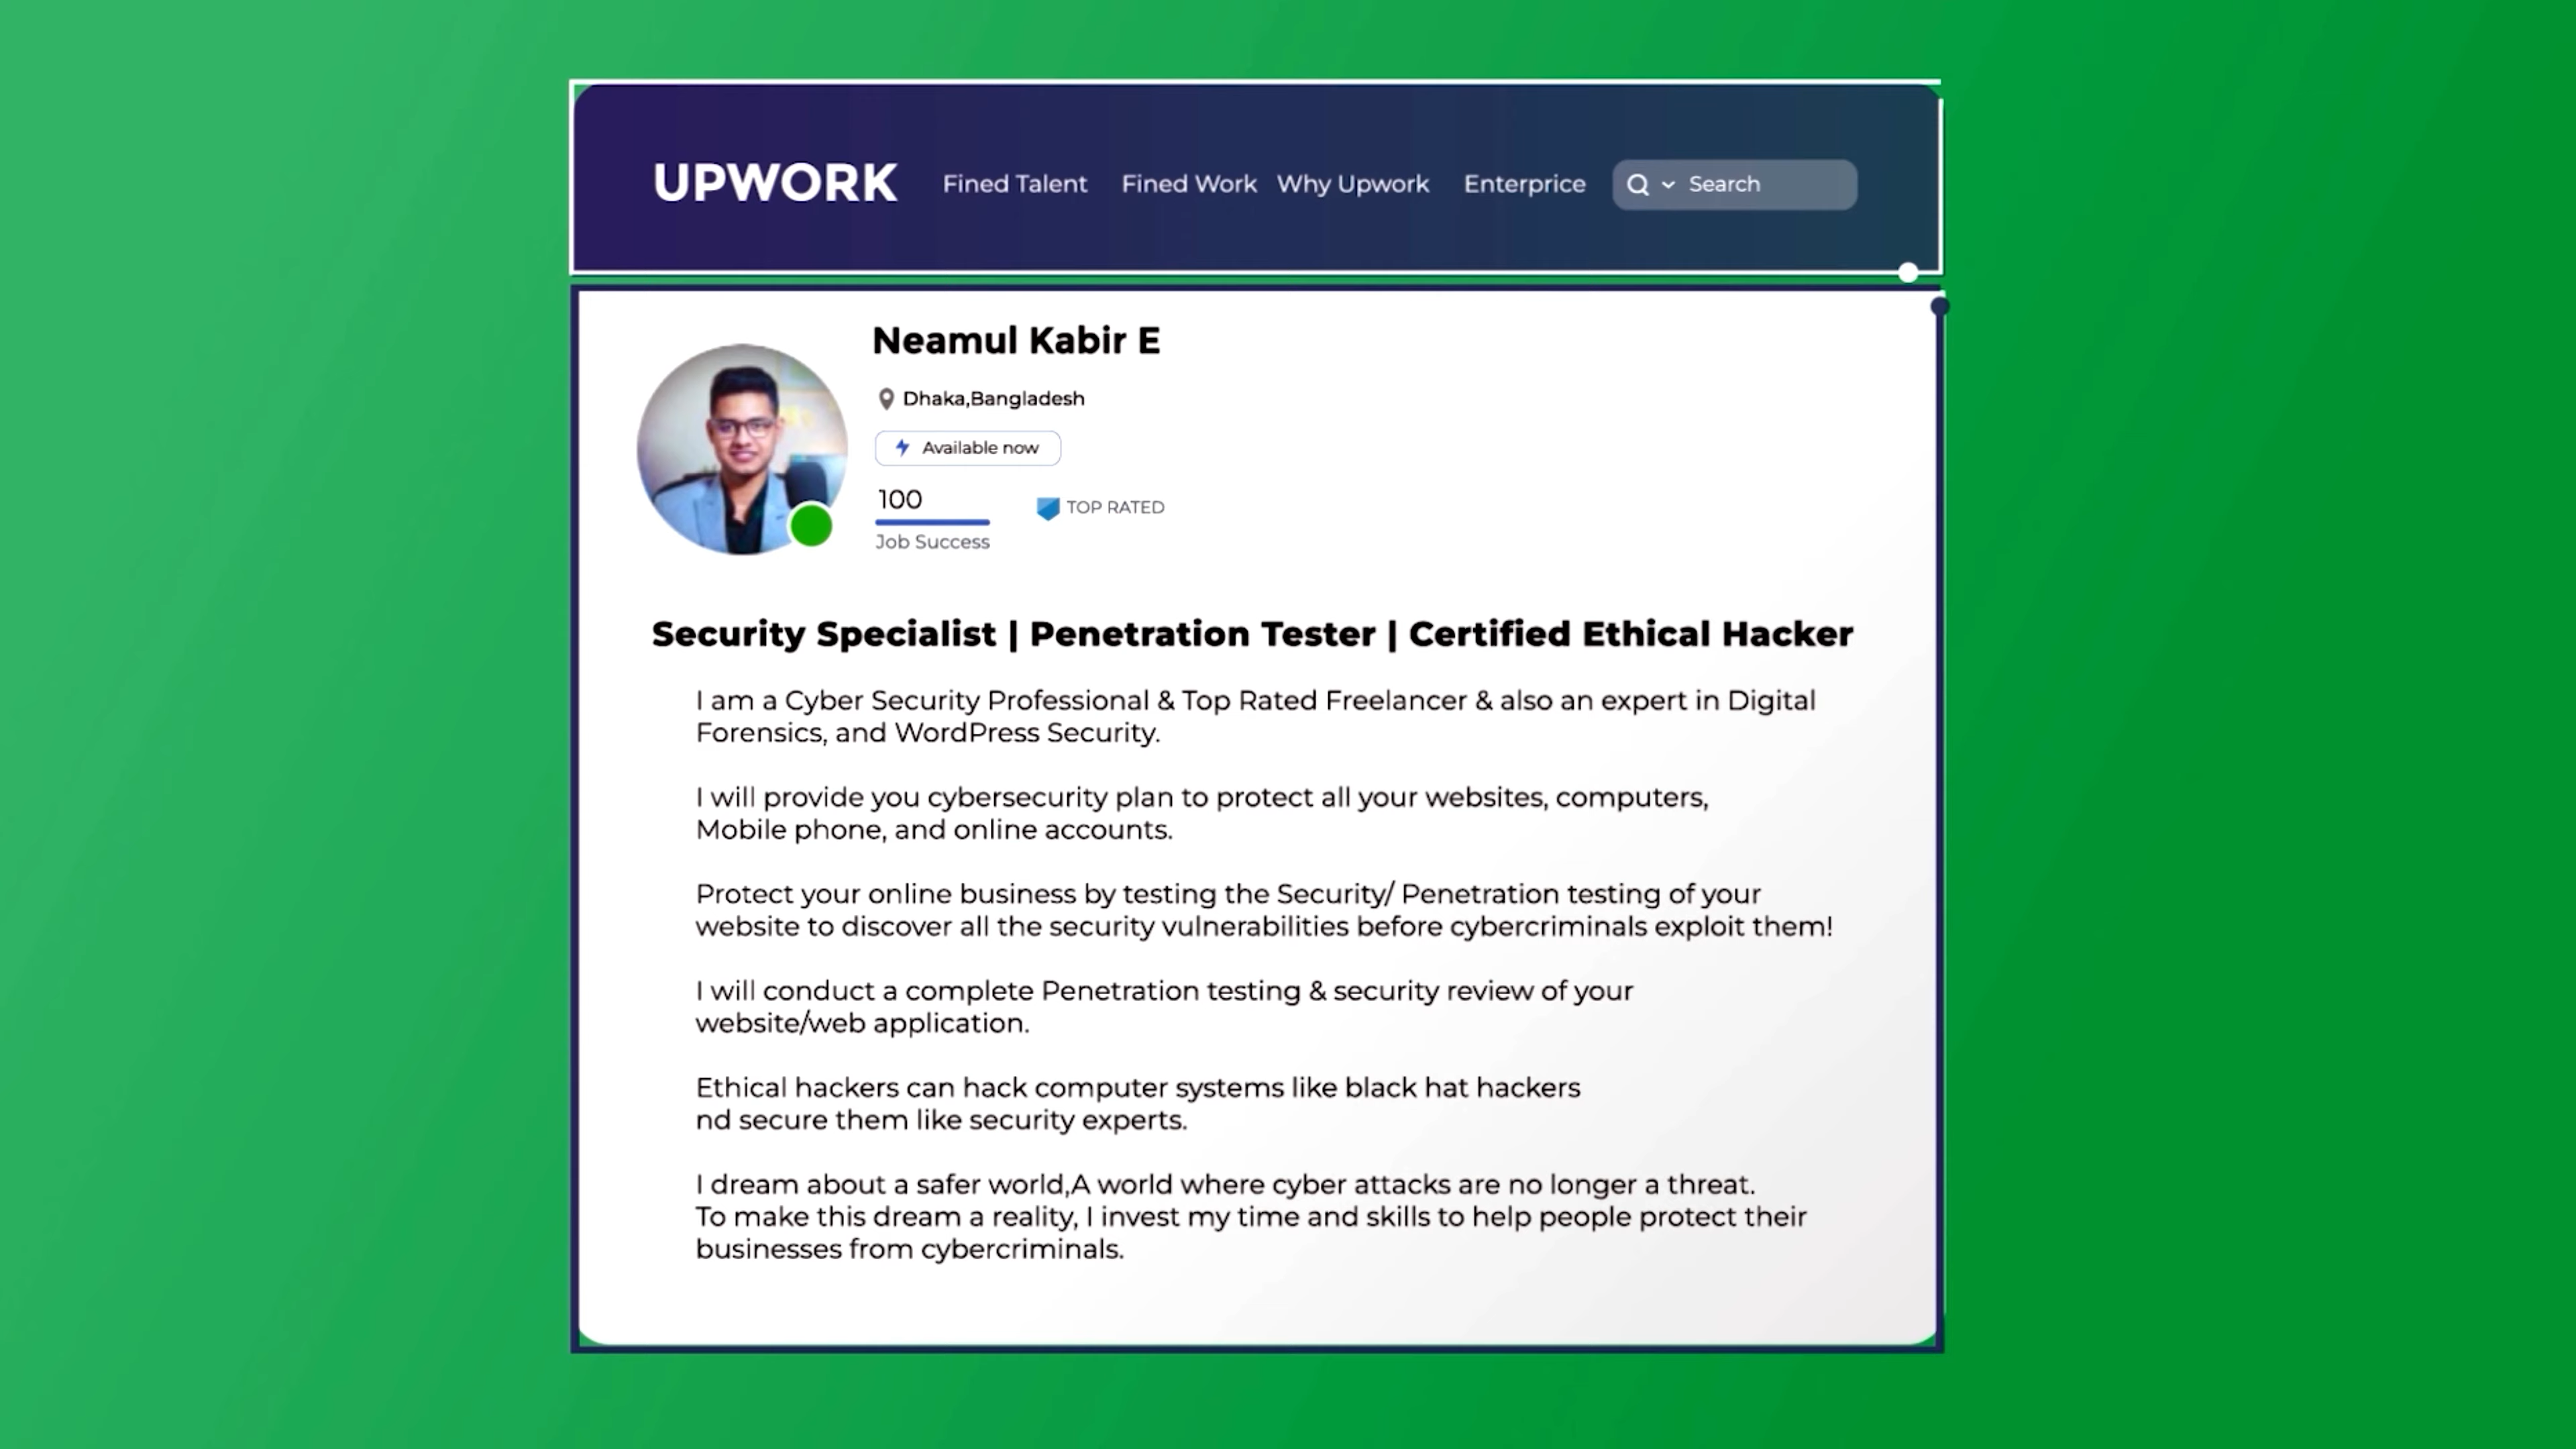 UPWORK Fined Talent Fined Work Why Upwork Enterprice Search
Neamul Kabir E
Dhaka,Bangladesh
Available now
100
Job Success
TOP RATED
Security Specialist | Penetration Tester | Certified Ethical Hacker
I am a Cyber Security Professional & Top Rated Freelancer & also an expert in Digital
Forensics, and WordPress Security.
I will provide you cybersecurity plan to protect all your websites, computers,
Mobile phone, and online accounts.
Protect your online business by testing the Security/ Penetration testing of your
website to discover all the security vulnerabilities before cybercriminals exploit them!
I will conduct a complete Penetration testing & security review of your
website/web application.
Ethical hackers can hack computer systems like black hat hackers
nd secure them like security experts.
I dream about a safer world,A world where cyber attacks are no longer a threat.
To make this dream a reality, I invest my time and skills to help people protect their
businesses from cybercriminals.